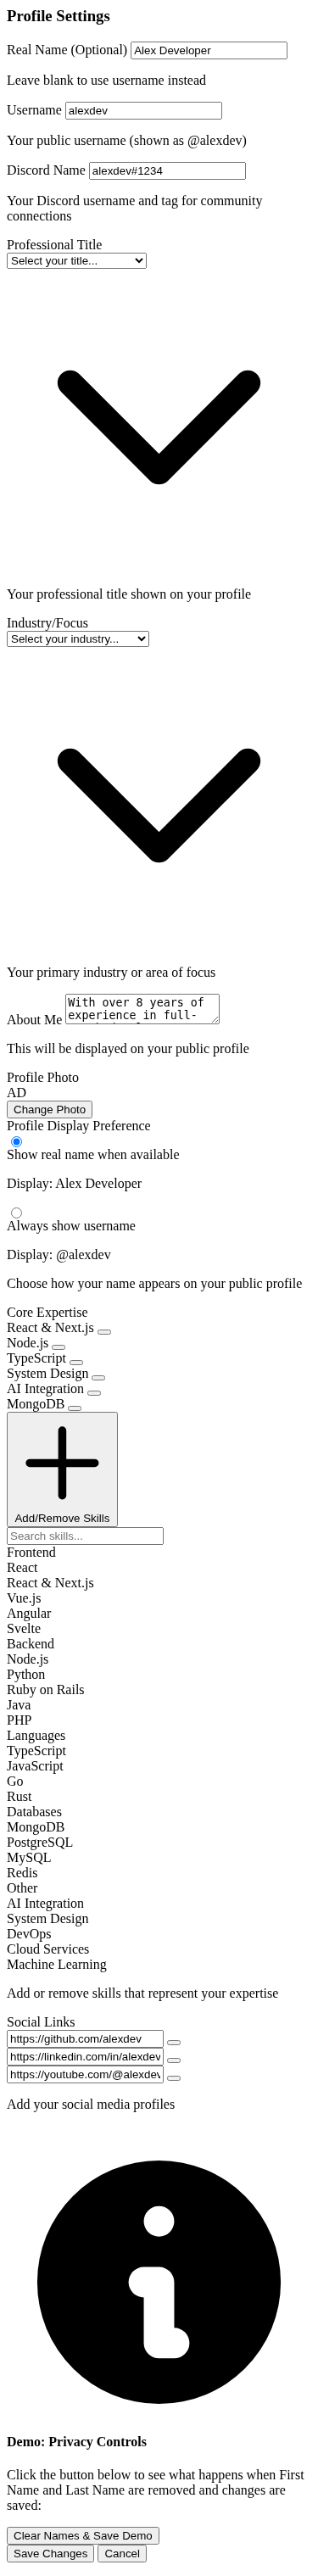 Profile Settings
Real Name (Optional) Alex Developer
Leave blank to use username instead
Username alexdev
Your public username (shown as @alexdev)
Discord Name alexdev#1234
Your Discord username and tag for community
connections
Professional Title
Select your title...
Your professional title shown on your profile
Industry/Focus
Select your industry...
Your primary industry or area of focus
With over 8 years of
About Me experience in full-
This will be displayed on your public profile
Profile Photo
AD
Change Photo
Profile Display Preference
Show real name when available
Display: Alex Developer
Always show username
Display: @alexdev
Choose how your name appears on your public profile
Core Expertise
React & Next.js
Node.js
TypeScript
System Design
AI Integration
MongoDB
Add/Remove Skills
Search skills...
Frontend
React
React & Next.js
Vue.js
Angular
Svelte
Backend
Node.js
Python
Ruby on Rails
Java
PHP
Languages
TypeScript
JavaScript
Go
Rust
Databases
MongoDB
PostgreSQL
MySQL
Redis
Other
AI Integration
System Design
DevOps
Cloud Services
Machine Learning
Add or remove skills that represent your expertise
Social Links
https://github.com/alexdev
https://linkedin.com/in/alexdev
https://youtube.com/@alexdev
Add your social media profiles
Demo: Privacy Controls
Click the button below to see what happens when First
Name and Last Name are removed and changes are
saved:
Clear Names & Save Demo
Save Changes Cancel